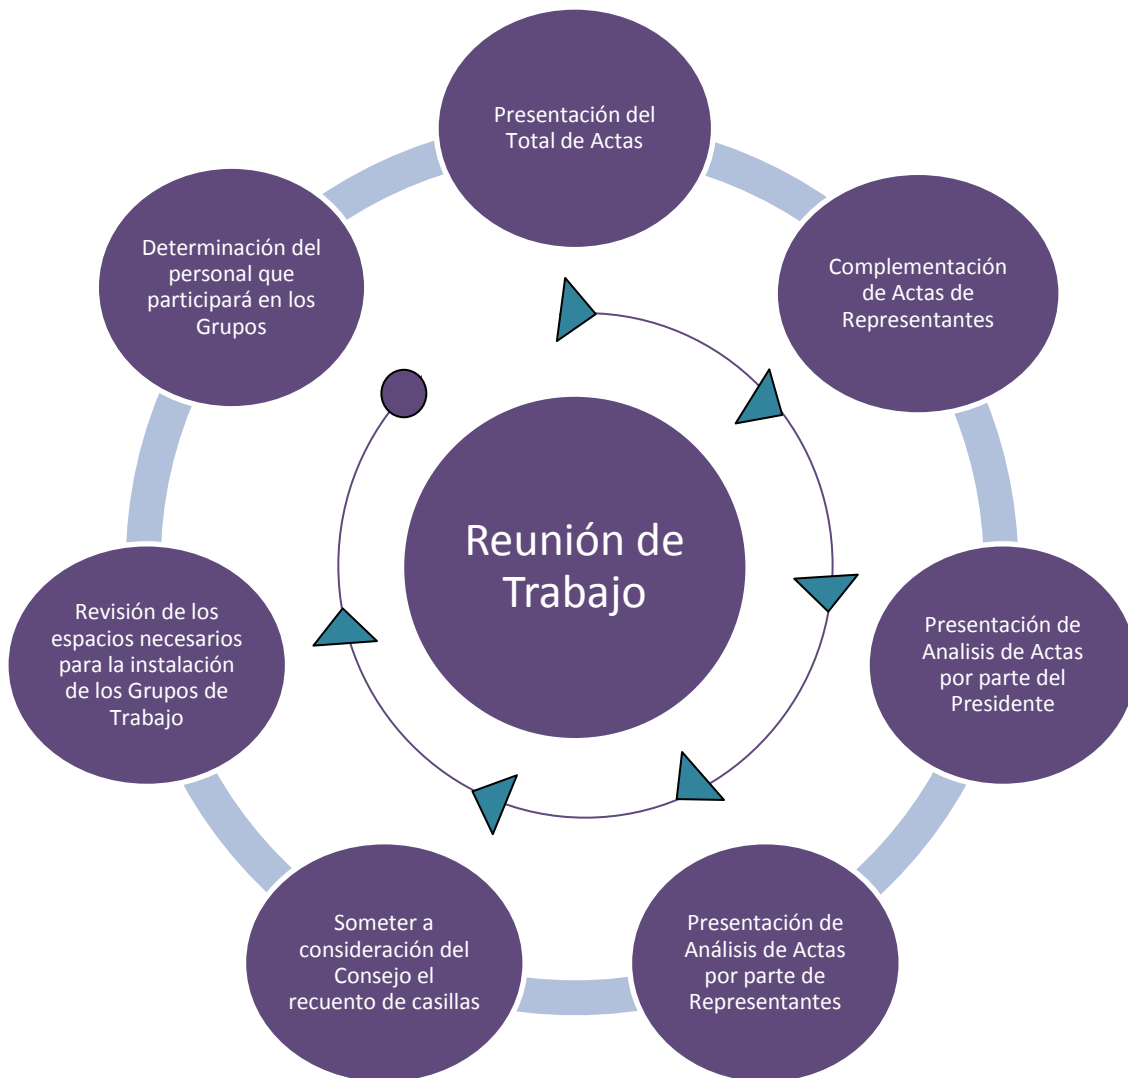 Presentación del
Total de Actas
Complementación
de Actas de
Representantes
Presentación de
Analisis de Actas
por parte del
Presidente
Presentación de
Análisis de Actas
por parte de
Representantes
Someter a
consideración del
Consejo el
recuento de casillas
Revisión de los
espacios necesarios
para la instalación
de los Grupos de
Trabajo
Determinación del
personal que
participará en los
Grupos
Reunión de
Trabajo